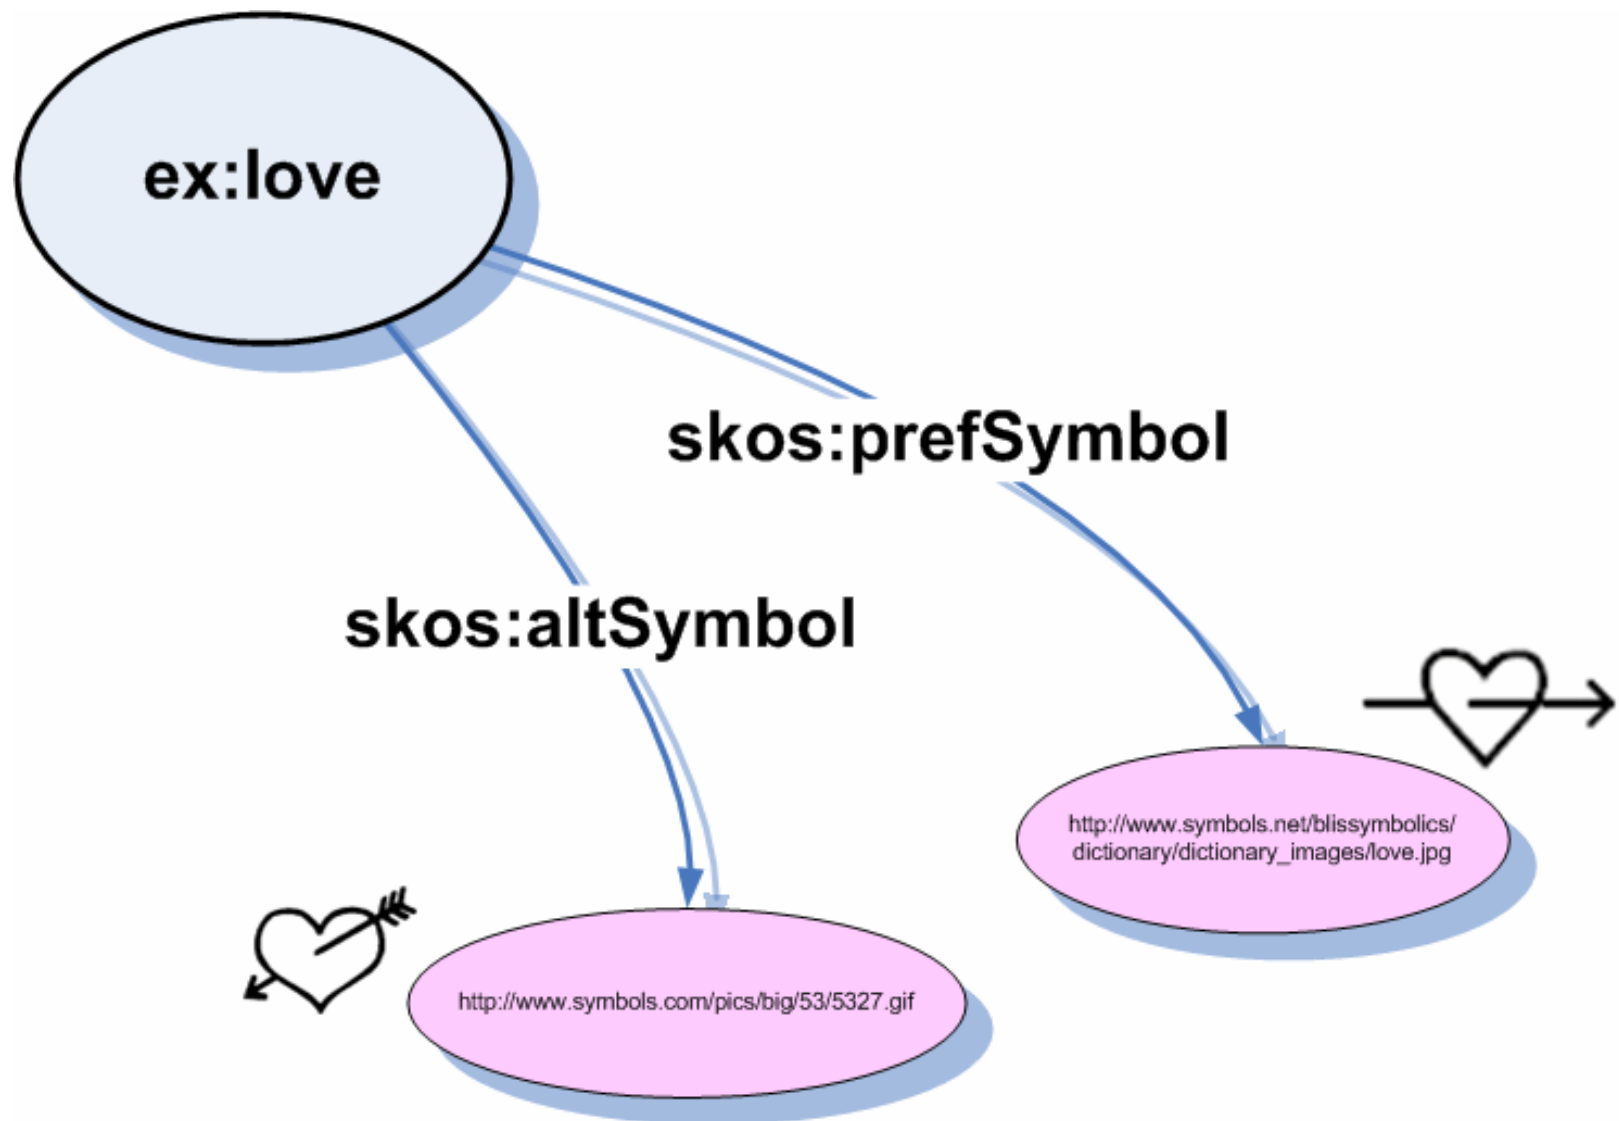 ex:love
skos:prefSymbol
skos:altSymbol
http://www.symbols.net/blissymbolics/
dictionary/dictionary_images/love.jpg
http://www.symbols.com/pics/big/53/5327.gif